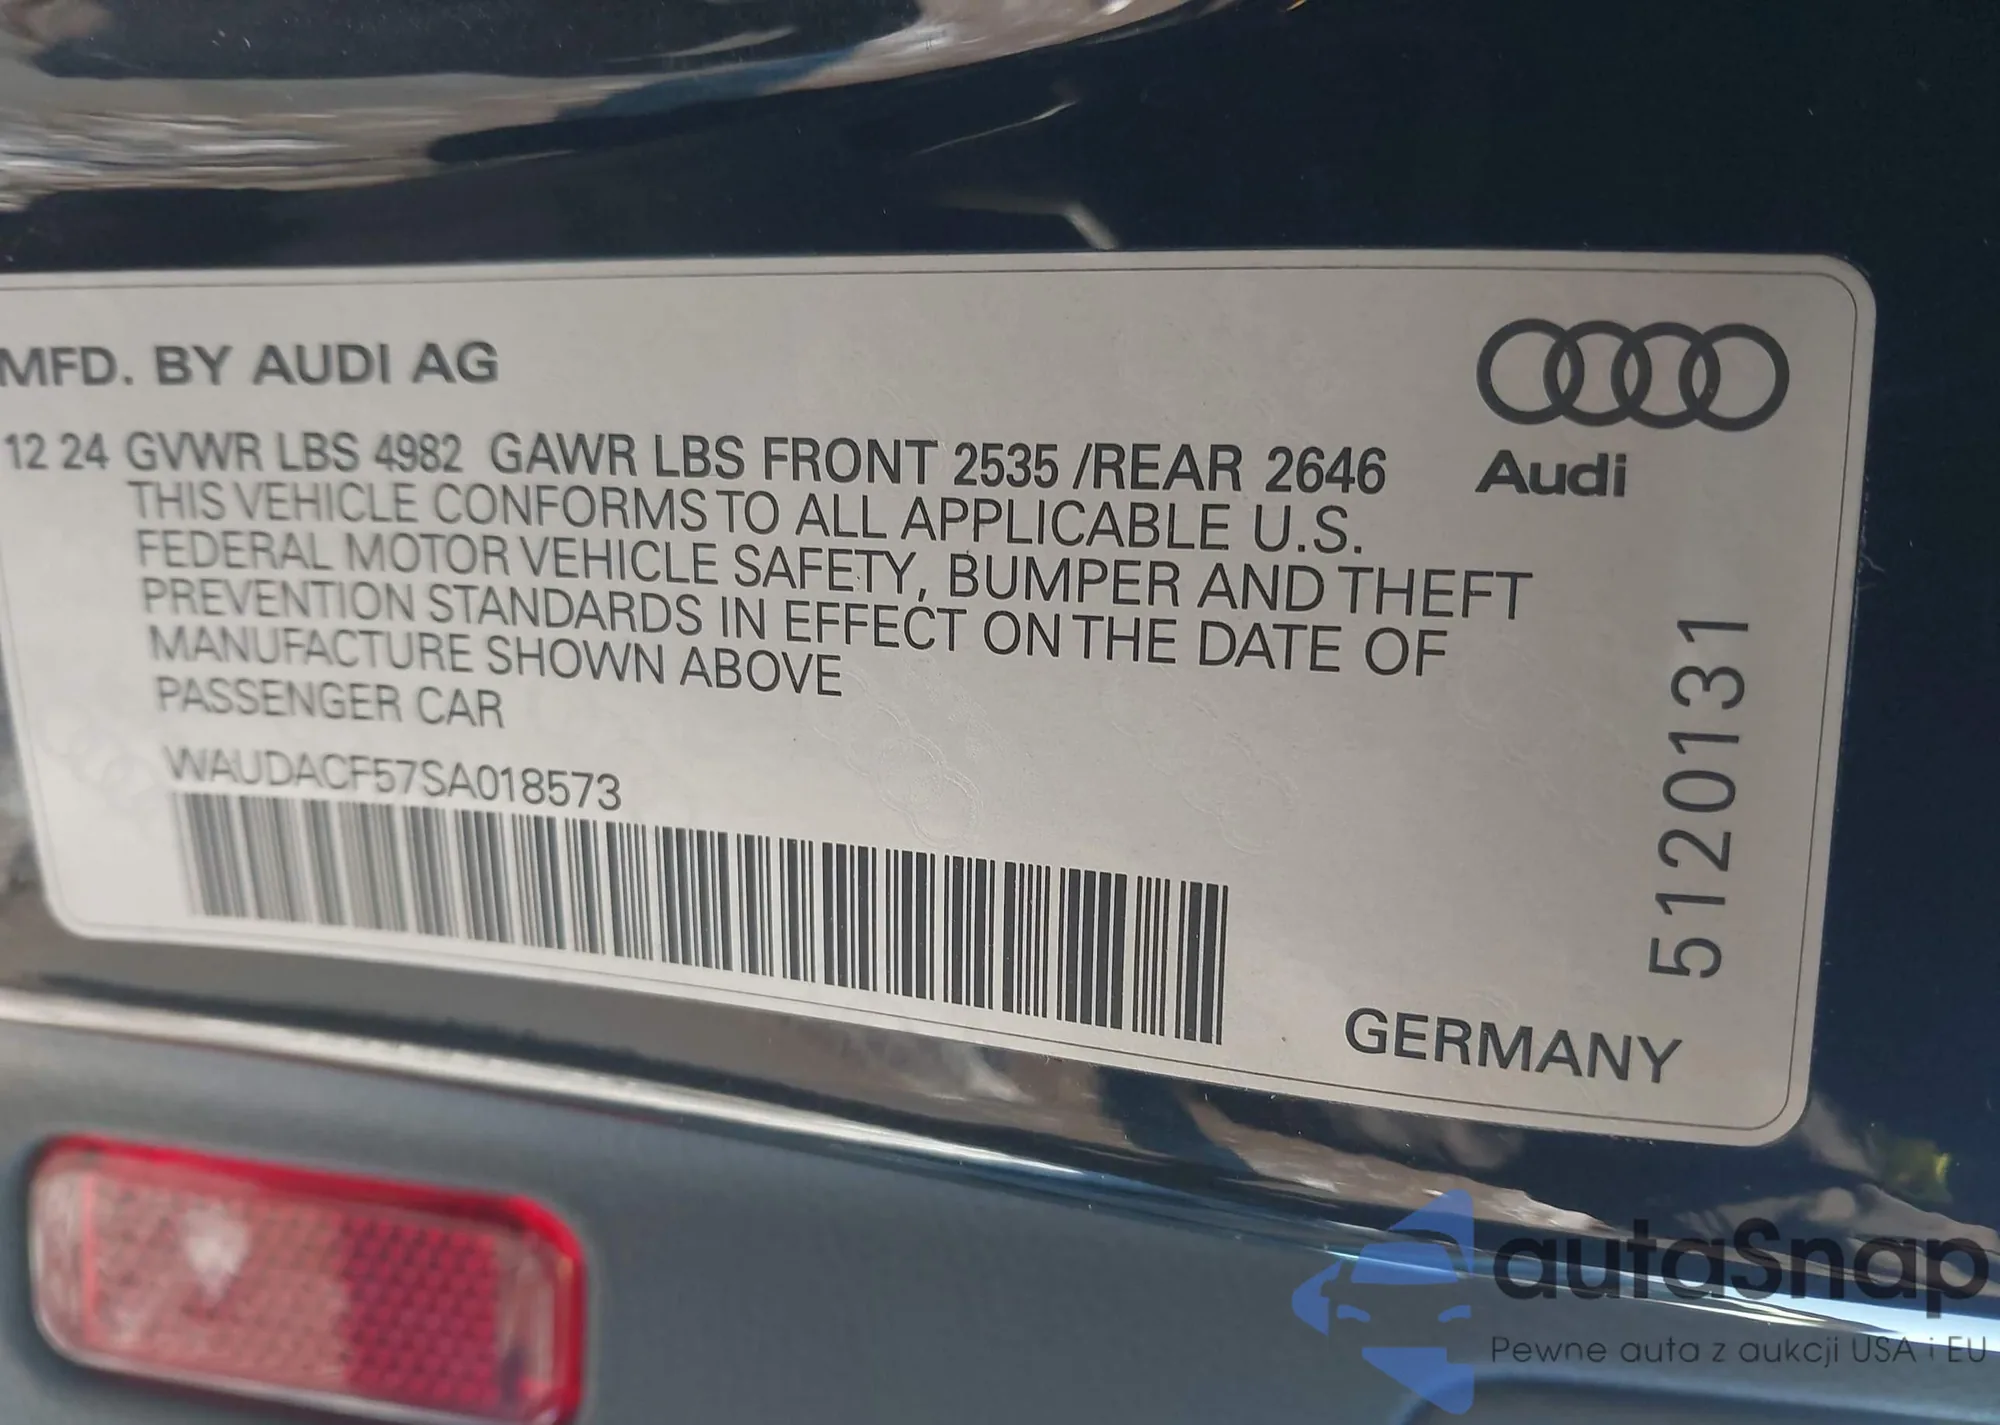 MFD. BY AUDI AG
12 24 GVWR LBS 4982 GAWR LBS FRONT 2535 /REAR 2646
THIS VEHICLE CONFORMS TO ALL APPLICABLE U.S.
FEDERAL MOTOR VEHICLE SAFETY, BUMPER AND THEFT
PREVENTION STANDARDS IN EFFECT ON THE DATE OF
MANUFACTURE SHOWN ABOVE
PASSENGER CAR
WAUDACF57SA018573
Audi
5120131
GERMANY
autaSnap
Pewne auta z aukcji USA i EU